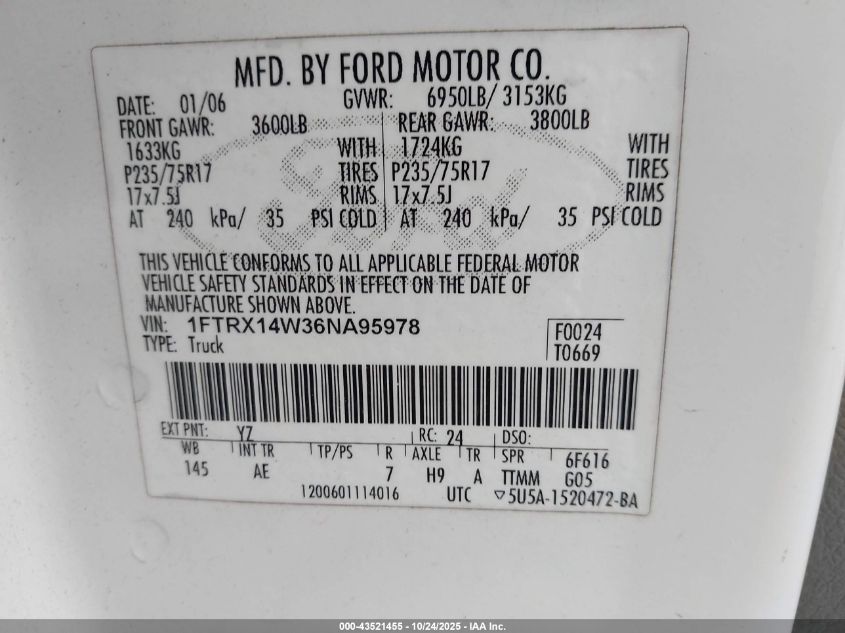 MFD. BY FORD MOTOR CO.
DATE: 01/06 GVWR: 6950LB/ 3153KG
FRONT GAWR: 3600LB REAR GAWR: 3800LB
1633KG WITH 1724KG WITH
P235/75R17 TIRES P235/75R17 TIRES
17x7.5J RIMS 17x7.5J RIMS
AT 240 kPa/ 35 PSI COLD AT 240 kPa/ 35 PSI COLD
Ford
THIS VEHICLE CONFORMS TO ALL APPLICABLE FEDERAL MOTOR
VEHICLE SAFETY STANDARDS IN EFFECT ON THE DATE OF
MANUFACTURE SHOWN ABOVE.
VIN: 1FTRX14W36NA95978 F0024
TYPE: Truck T0669
EXT PNT: YZ RC: 24 DSO:
WB INT TR TP/PS R AXLE TR SPR 6F616
145 AE 7 H9 A TTMM G05
1200601114016 UTC ▽5U5A-1520472-BA
000-43521455 - 10/24/2025 - IAA Inc.